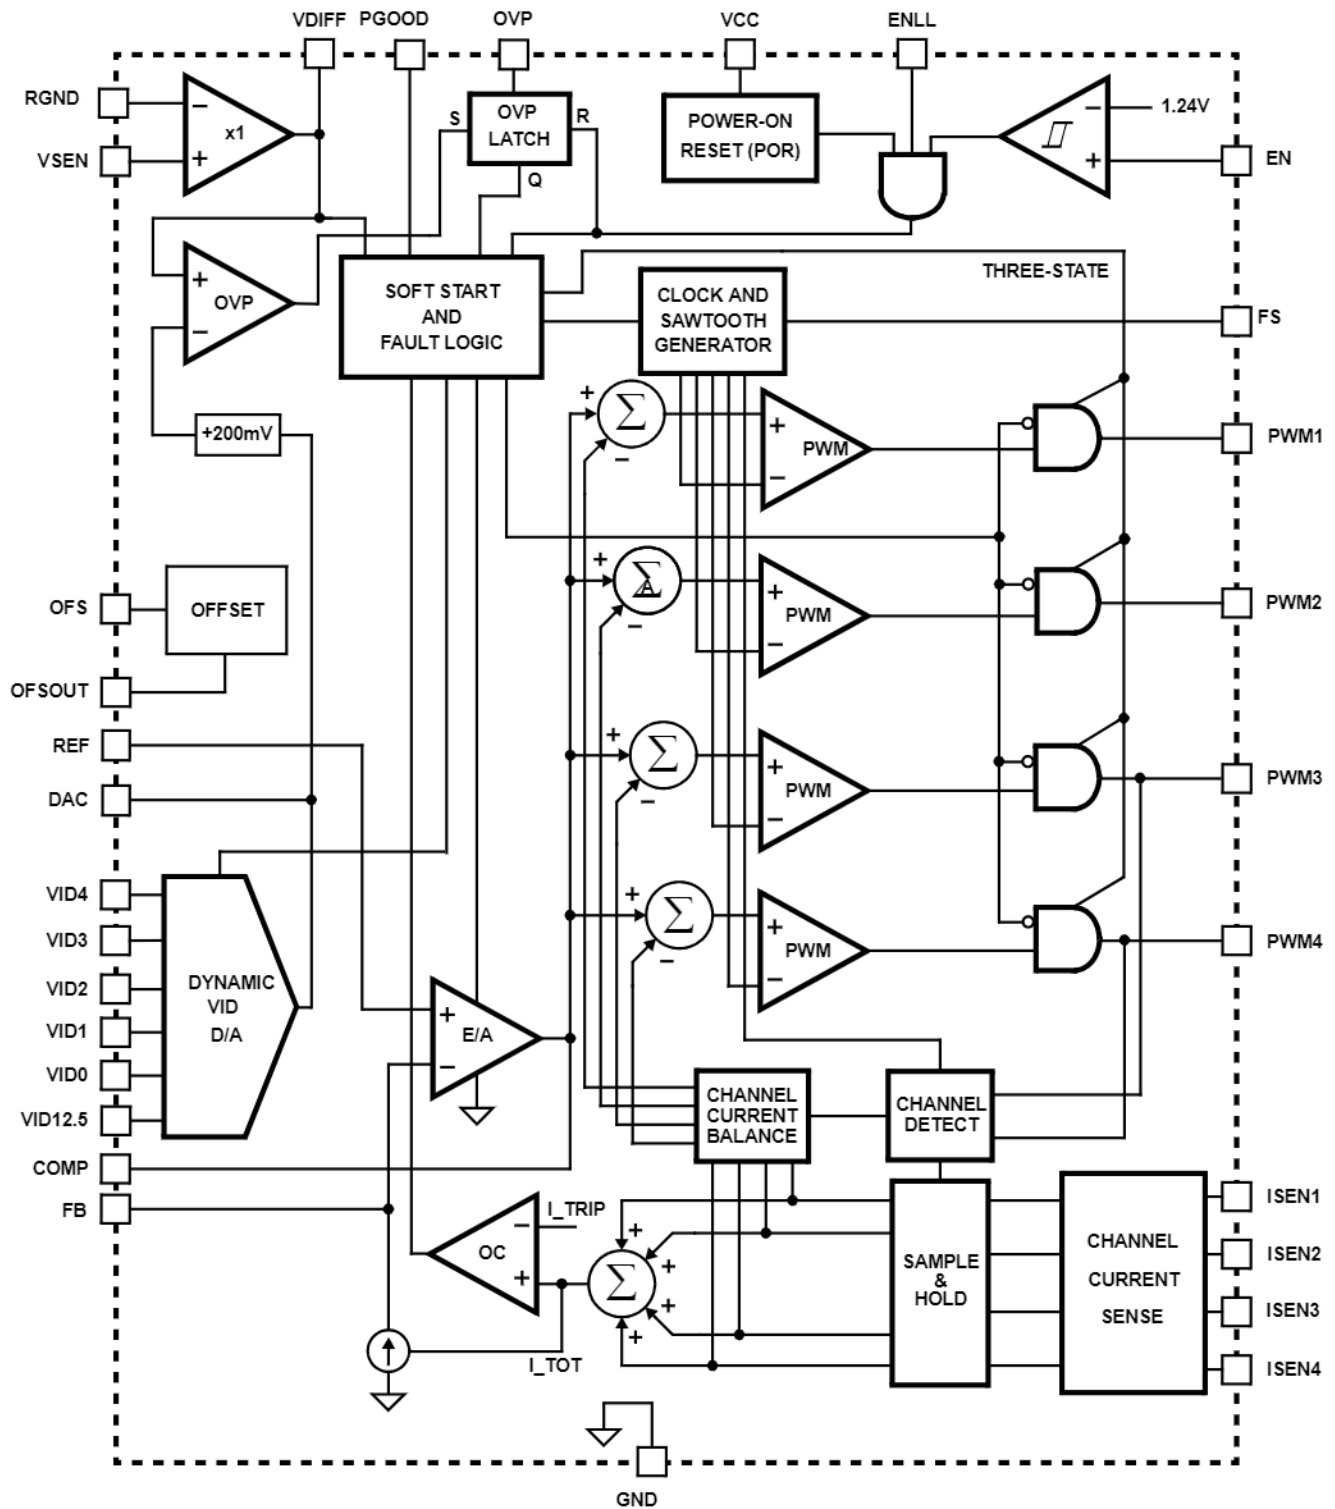 VDIFF PGOOD OVP VCC ENLL
RGND
−
x1
+
VSEN
S
OVP
LATCH
R
Q
POWER-ON
RESET (POR)
−
1.24V
+
EN
+
OVP
−
SOFT START
AND
FAULT LOGIC
THREE-STATE
CLOCK AND
SAWTOOTH
GENERATOR
FS
+200mV
+
Σ
−
+
PWM
−
PWM1
OFS
OFFSET
OFSOUT
+
Σ
A
−
+
PWM
−
PWM2
REF
DAC
+
Σ
−
+
PWM
−
PWM3
VID4
VID3
VID2
VID1
VID0
VID12.5
DYNAMIC
VID
D/A
+
Σ
−
+
PWM
−
PWM4
+
E/A
−
COMP
FB
CHANNEL
CURRENT
BALANCE
CHANNEL
DETECT
I_TRIP
−
OC
+
I_TOT
+
+
Σ
+
+
SAMPLE
&
HOLD
CHANNEL
CURRENT
SENSE
ISEN1
ISEN2
ISEN3
ISEN4
GND